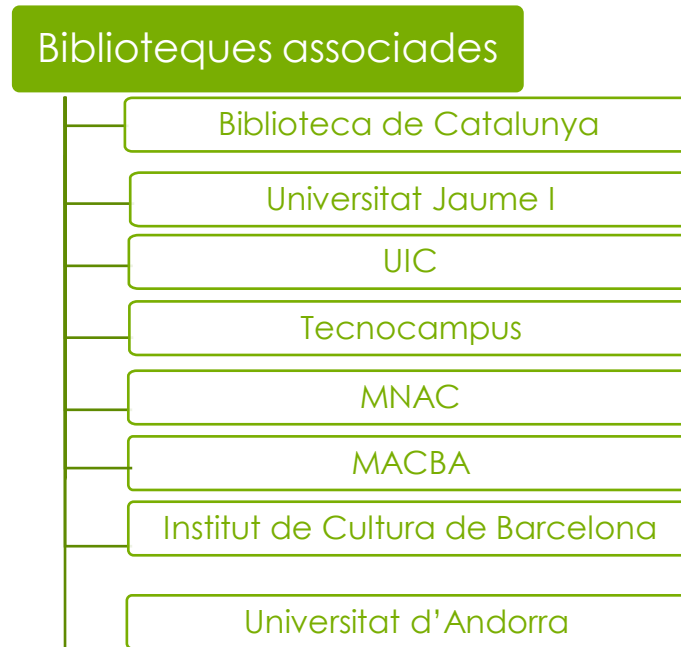 Biblioteques associades
Biblioteca de Catalunya
Universitat Jaume I
UIC
Tecnocampus
MNAC
MACBA
Institut de Cultura de Barcelona
Universitat d’Andorra